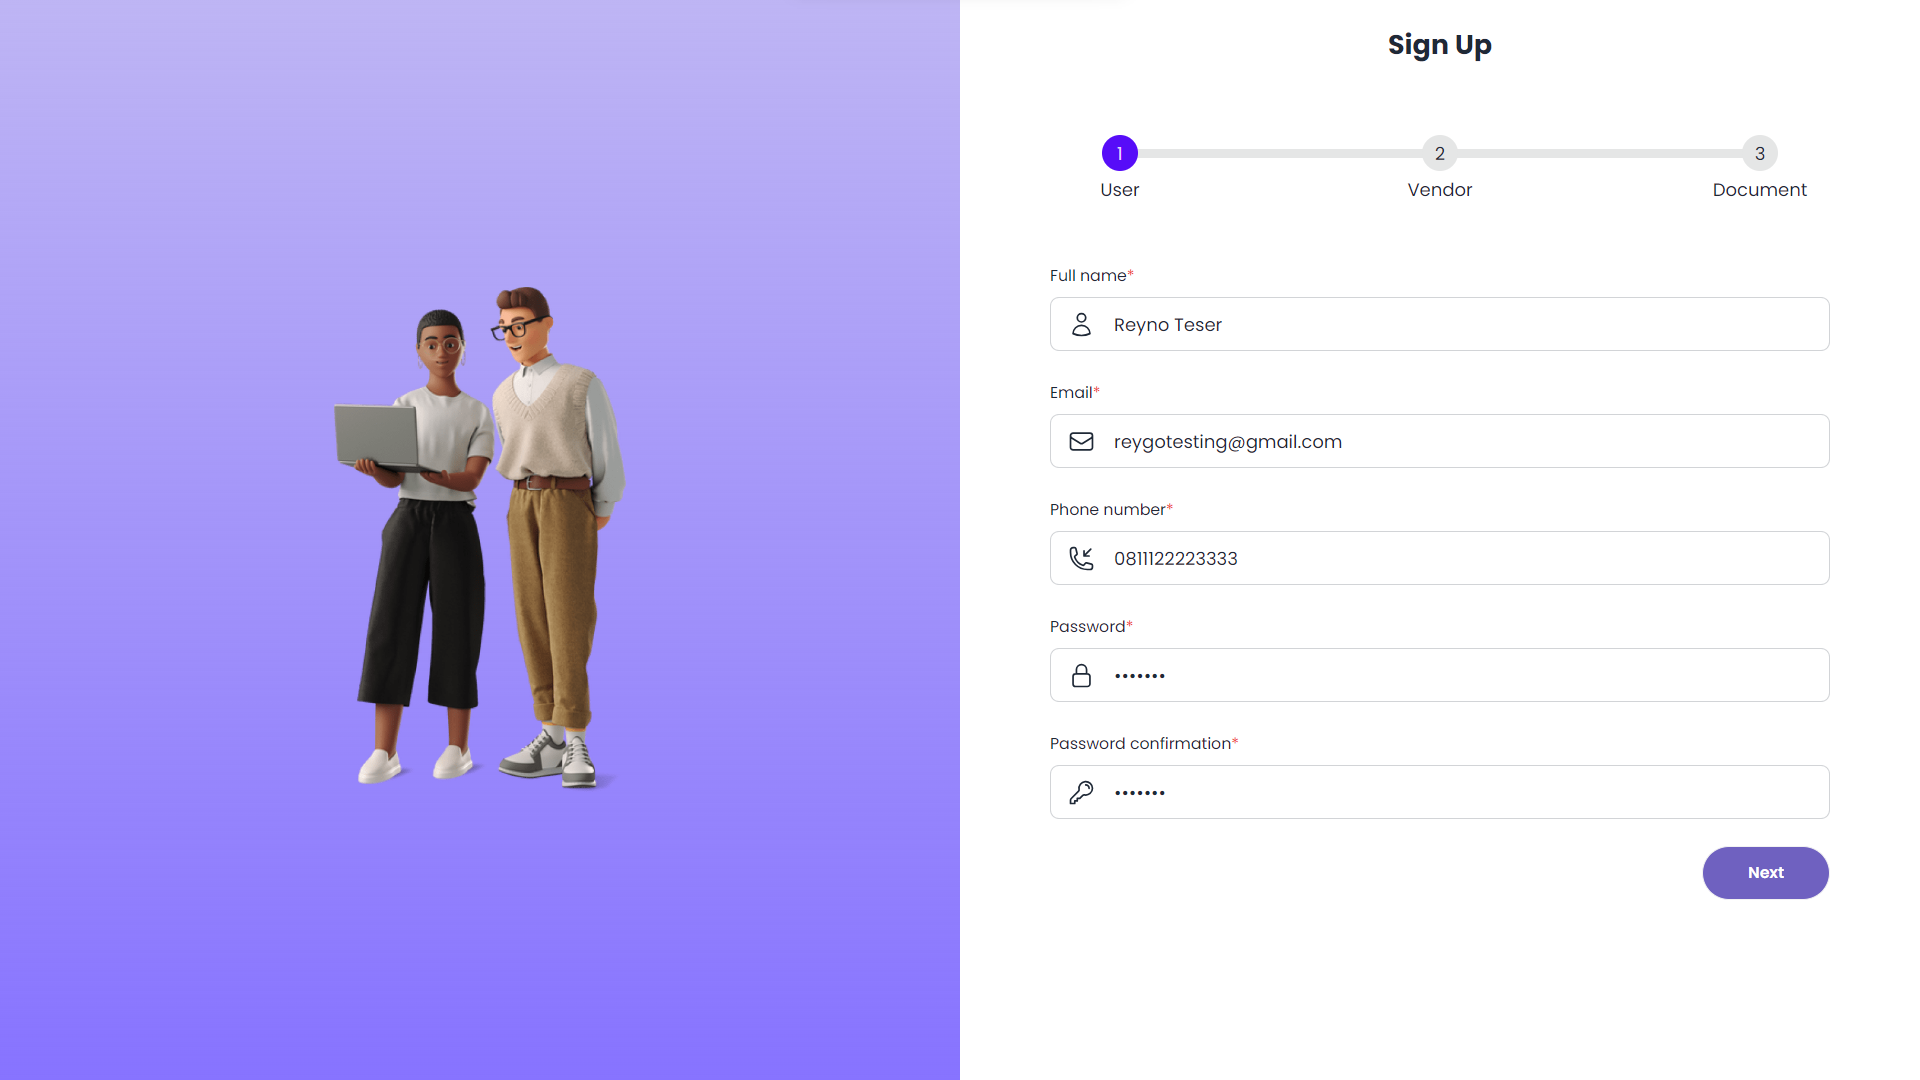 Sign Up
1 2 3
User Vendor Document
Full name*
Reyno Teser
Email*
reygotesting@gmail.com
Phone number*
0811122223333
Password*
•••••••
Password confirmation*
•••••••
Next